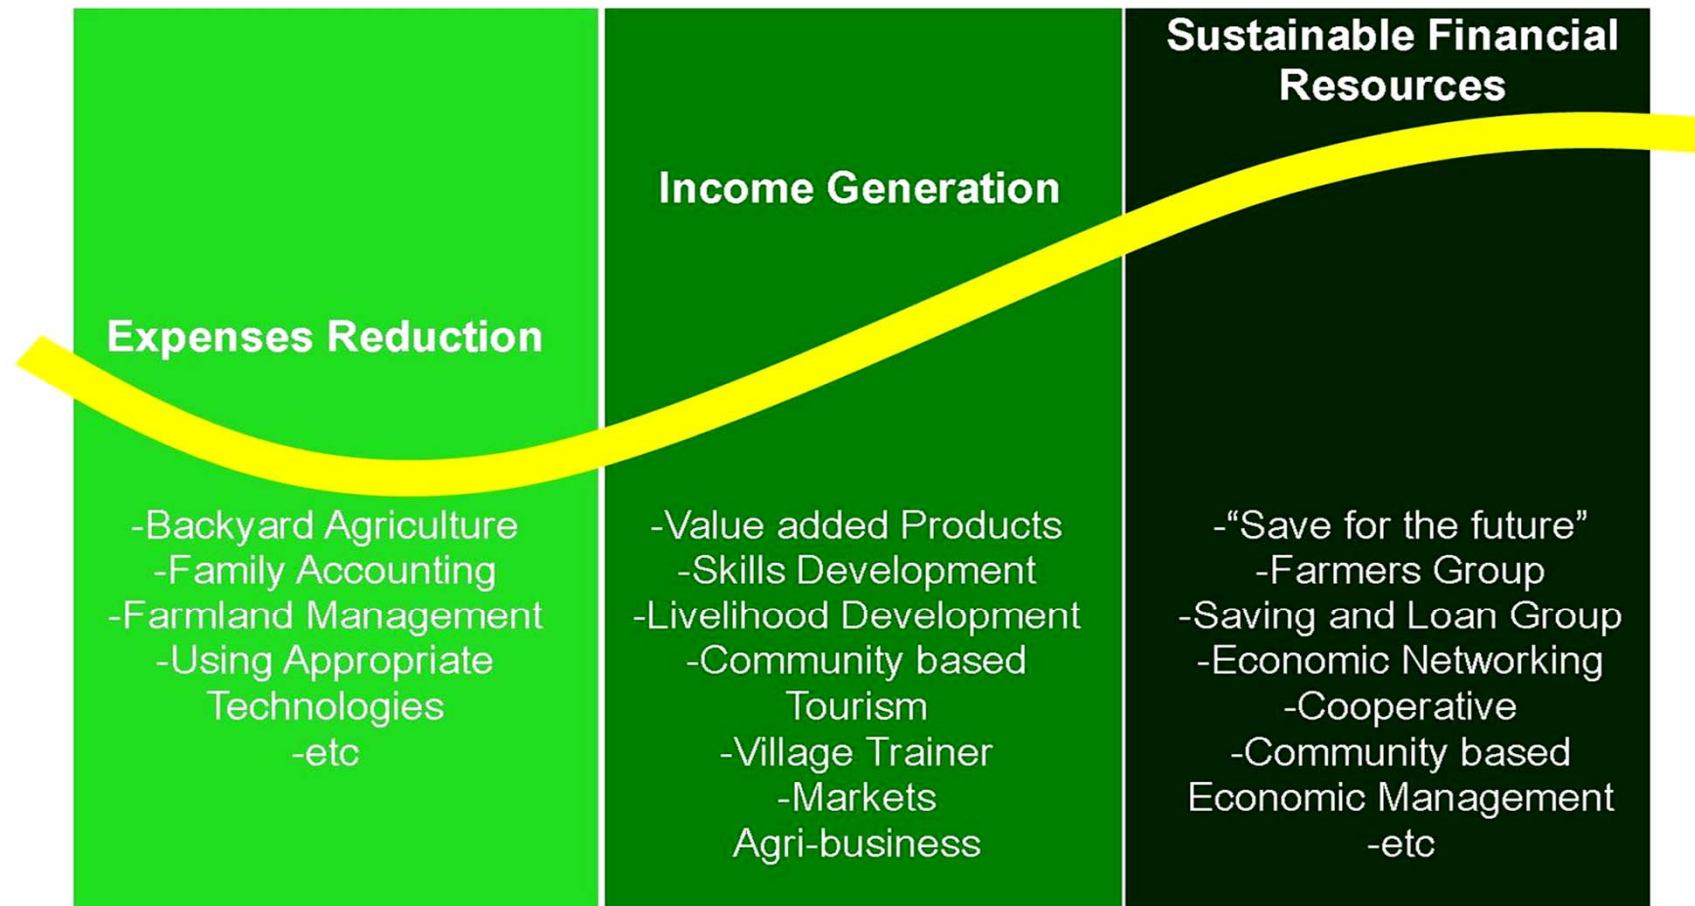 Expenses Reduction
-Backyard Agriculture
-Family Accounting
-Farmland Management
-Using Appropriate
Technologies
-etc
Income Generation
-Value added Products
-Skills Development
-Livelihood Development
-Community based
Tourism
-Village Trainer
-Markets
Agri-business
Sustainable Financial
Resources
-“Save for the future”
-Farmers Group
-Saving and Loan Group
-Economic Networking
-Cooperative
-Community based
Economic Management
-etc